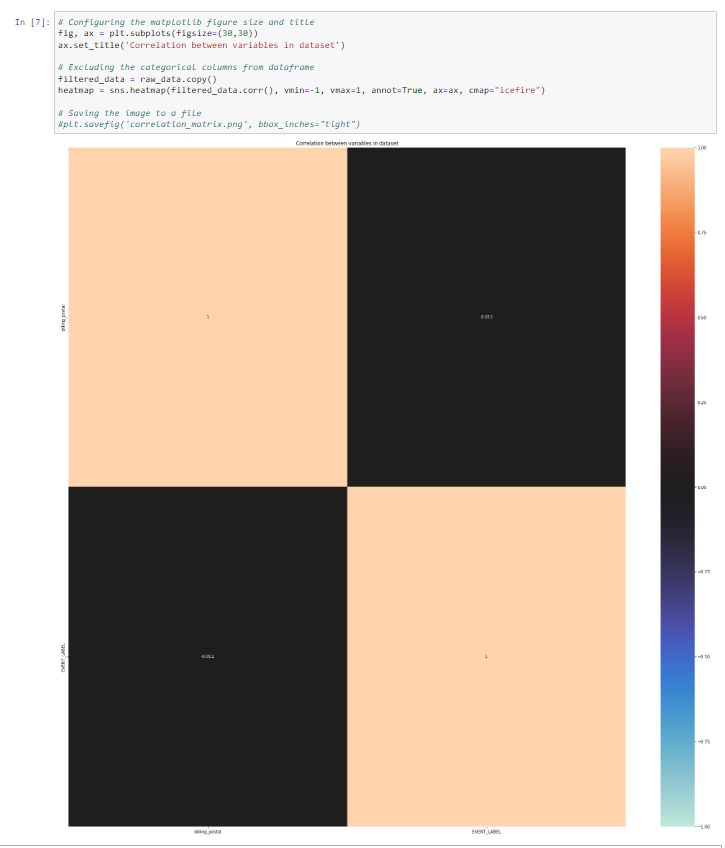 In [7]:
# Configuring the matplotlib figure size and title
fig, ax = plt.subplots(figsize=(30,30))
ax.set_title('Correlation between variables in dataset')
# Excluding the categorical columns from dataframe
filtered_data = raw_data.copy()
heatmap = sns.heatmap(filtered_data.corr(), vmin=-1, vmax=1, annot=True, ax=ax, cmap="icefire")
# Saving the image to a file
#plt.savefig('correlation_matrix.png', bbox_inches="tight")
Correlation between variables in dataset
1.00
0.75
billing_postal
1
-0.011
0.50
0.25
0.00
-0.25
EVENT_LABEL
-0.011
1
-0.50
-0.75
-1.00
billing_postal
EVENT_LABEL